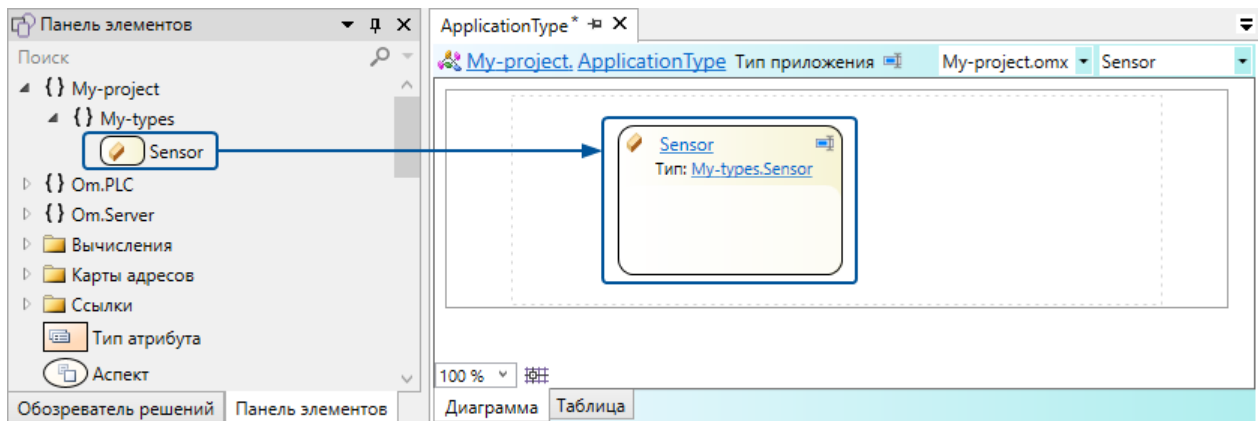 Панель элементов
Поиск
{ } My-project
{ } My-types
Sensor
{ } Om.PLC
{ } Om.Server
Вычисления
Карты адресов
Ссылки
Тип атрибута
Аспект
Обозреватель решений
Панель элементов
ApplicationType*
My-project. ApplicationType Тип приложения
My-project.omx
Sensor
Sensor
Тип: My-types.Sensor
100 %
Диаграмма
Таблица